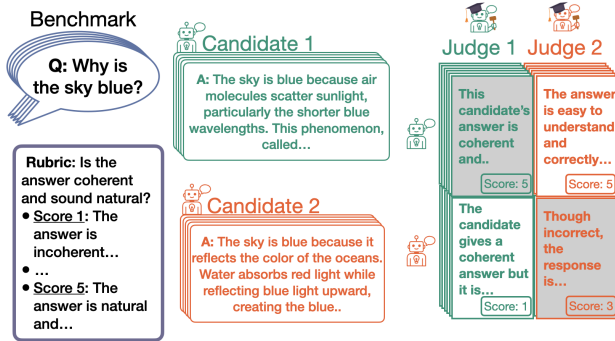 Benchmark
Q: Why is
the sky blue?
Rubric: Is the
answer coherent
and sound natural?
● Score 1: The
answer is
incoherent…
● …
● Score 5: The
answer is natural
and…
Candidate 1
A: The sky is blue because air
molecules scatter sunlight,
particularly the shorter blue
wavelengths. This phenomenon,
called…
Candidate 2
A: The sky is blue because it
reflects the color of the oceans.
Water absorbs red light while
reflecting blue light upward,
creating the blue..
Judge 1
Judge 2
This
candidate's
answer is
coherent
and..
Score: 5
The answer
is easy to
understand
and
correctly…
Score: 5
The
candidate
gives a
coherent
answer but
it is…
Score: 1
Though
incorrect,
the
response
is…
Score: 3